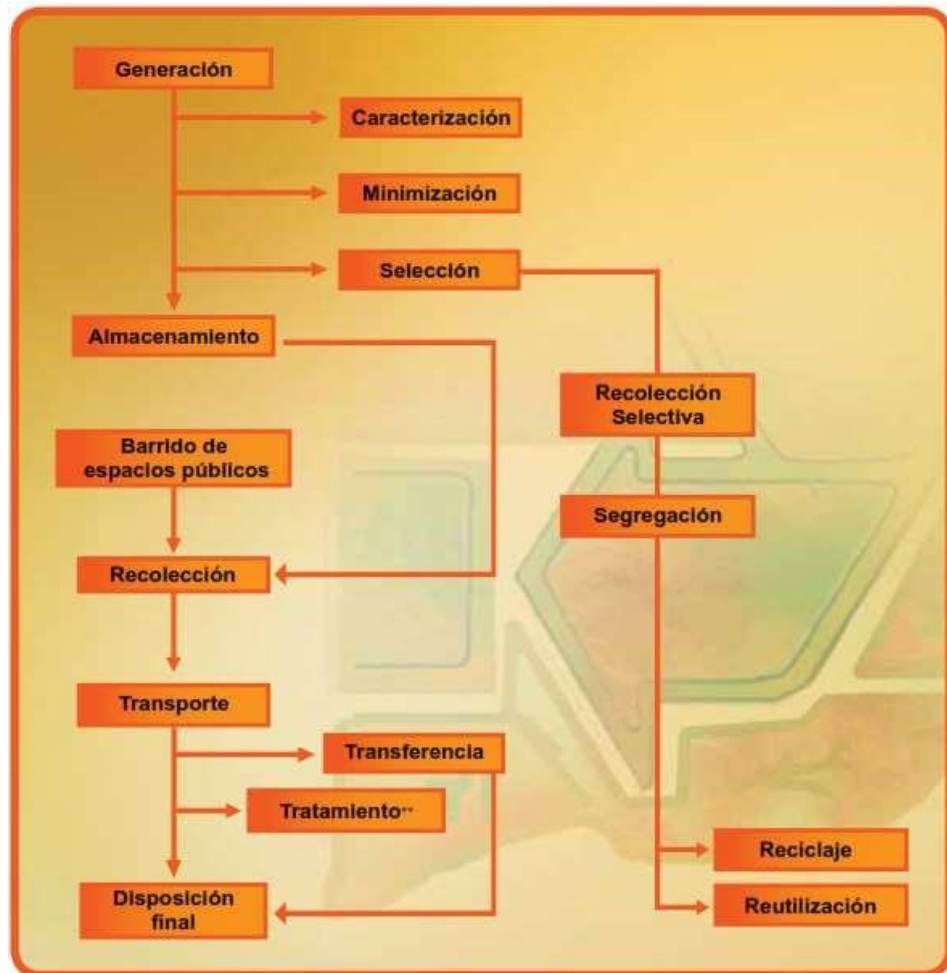 Generación
Caracterización
Minimización
Selección
Almacenamiento
Recolección
Selectiva
Barrido de
espacios públicos
Segregación
Recolección
Transporte
Transferencia
Tratamiento**
Reciclaje
Disposición
final
Reutilización